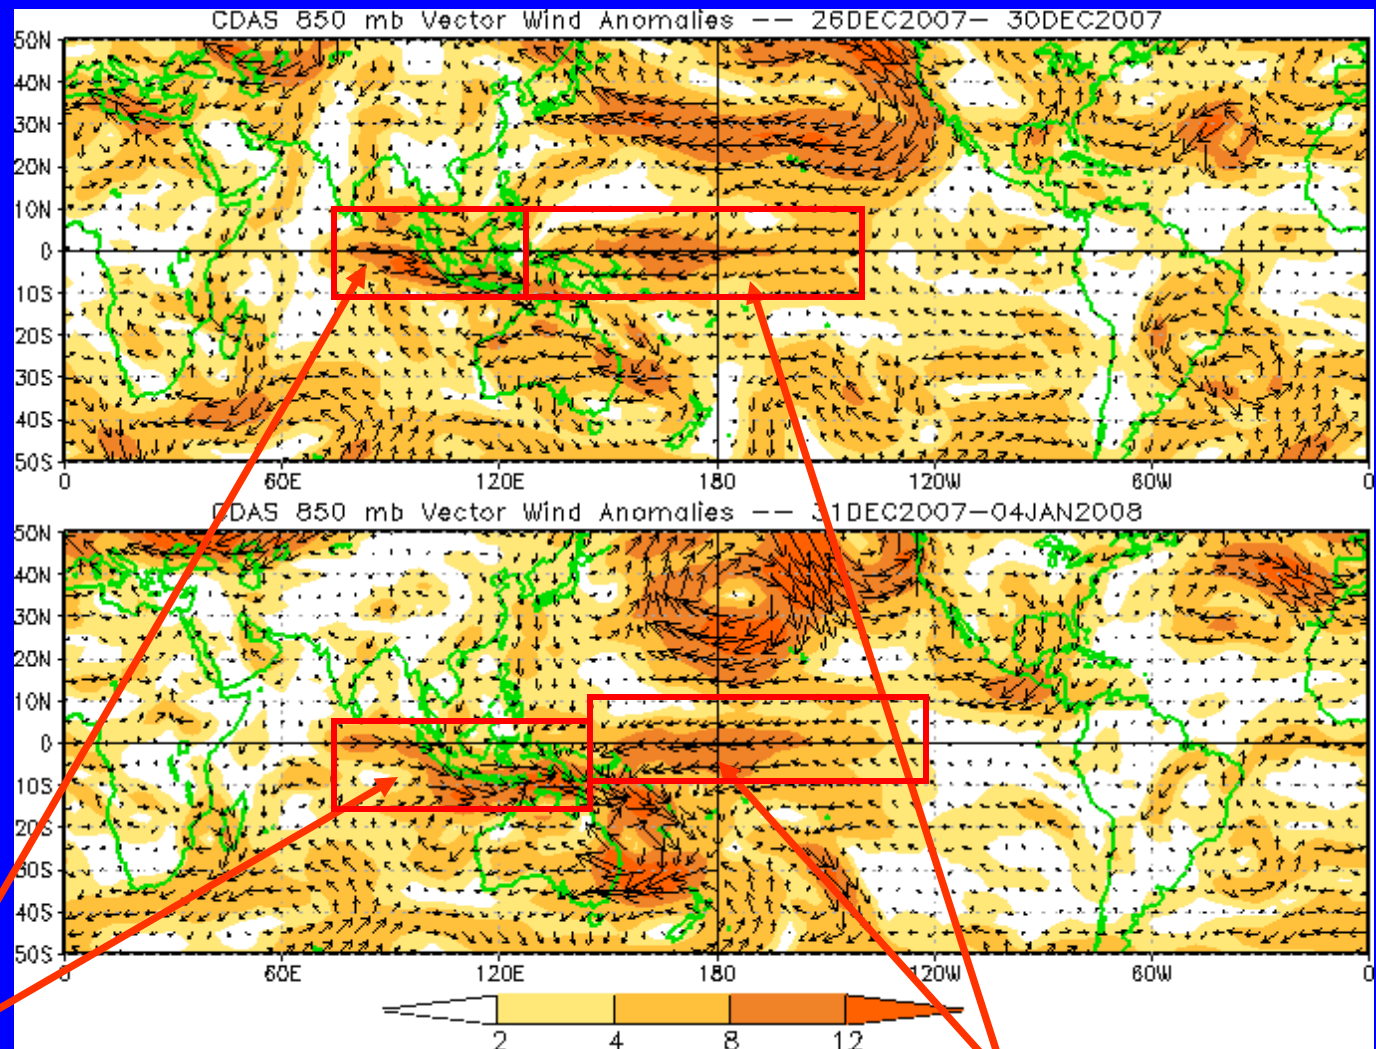 CDAS 850 mb Vector Wind Anomalies -- 26DEC2007- 30DEC2007
50N
40N
30N
20N
10N
0
10S
20S
30S
40S
50S
0 60E 120E 180 120W 60W 0
CDAS 850 mb Vector Wind Anomalies -- 31DEC2007-04JAN2008
50N
40N
30N
20N
10N
0
10S
20S
30S
40S
50S
0 60E 120E 180 120W 60W 0
2 4 8 12